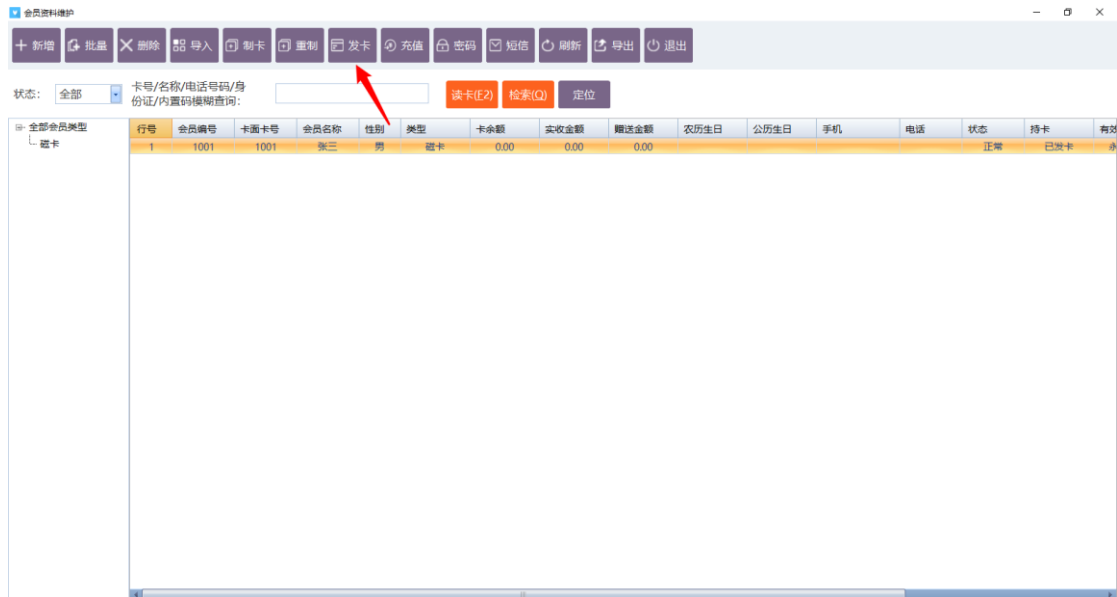 会员资料维护
新增 批量 删除 导入 制卡 重制 发卡 充值 密码 短信 刷新 导出 退出
状态： 全部 卡号/名称/电话号码/身
份证/内置码模糊查询： 读卡(F2) 检索(Q) 定位
全部会员类型
磁卡
行号 会员编号 卡面卡号 会员名称 性别 类型 卡余额 实收金额 赠送金额 农历生日 公历生日 手机 电话 状态 持卡 有效
1 1001 1001 张三 男 磁卡 0.00 0.00 0.00 正常 已发卡 永